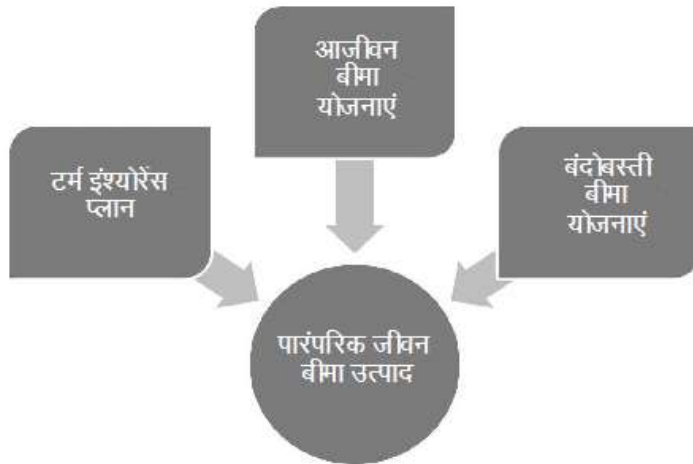 आजीवन
बीमा
योजनाएं
टर्म इंश्योरेंस
प्लान
बंदोबस्ती
बीमा
योजनाएं
पारंपरिक जीवन
बीमा उत्पाद